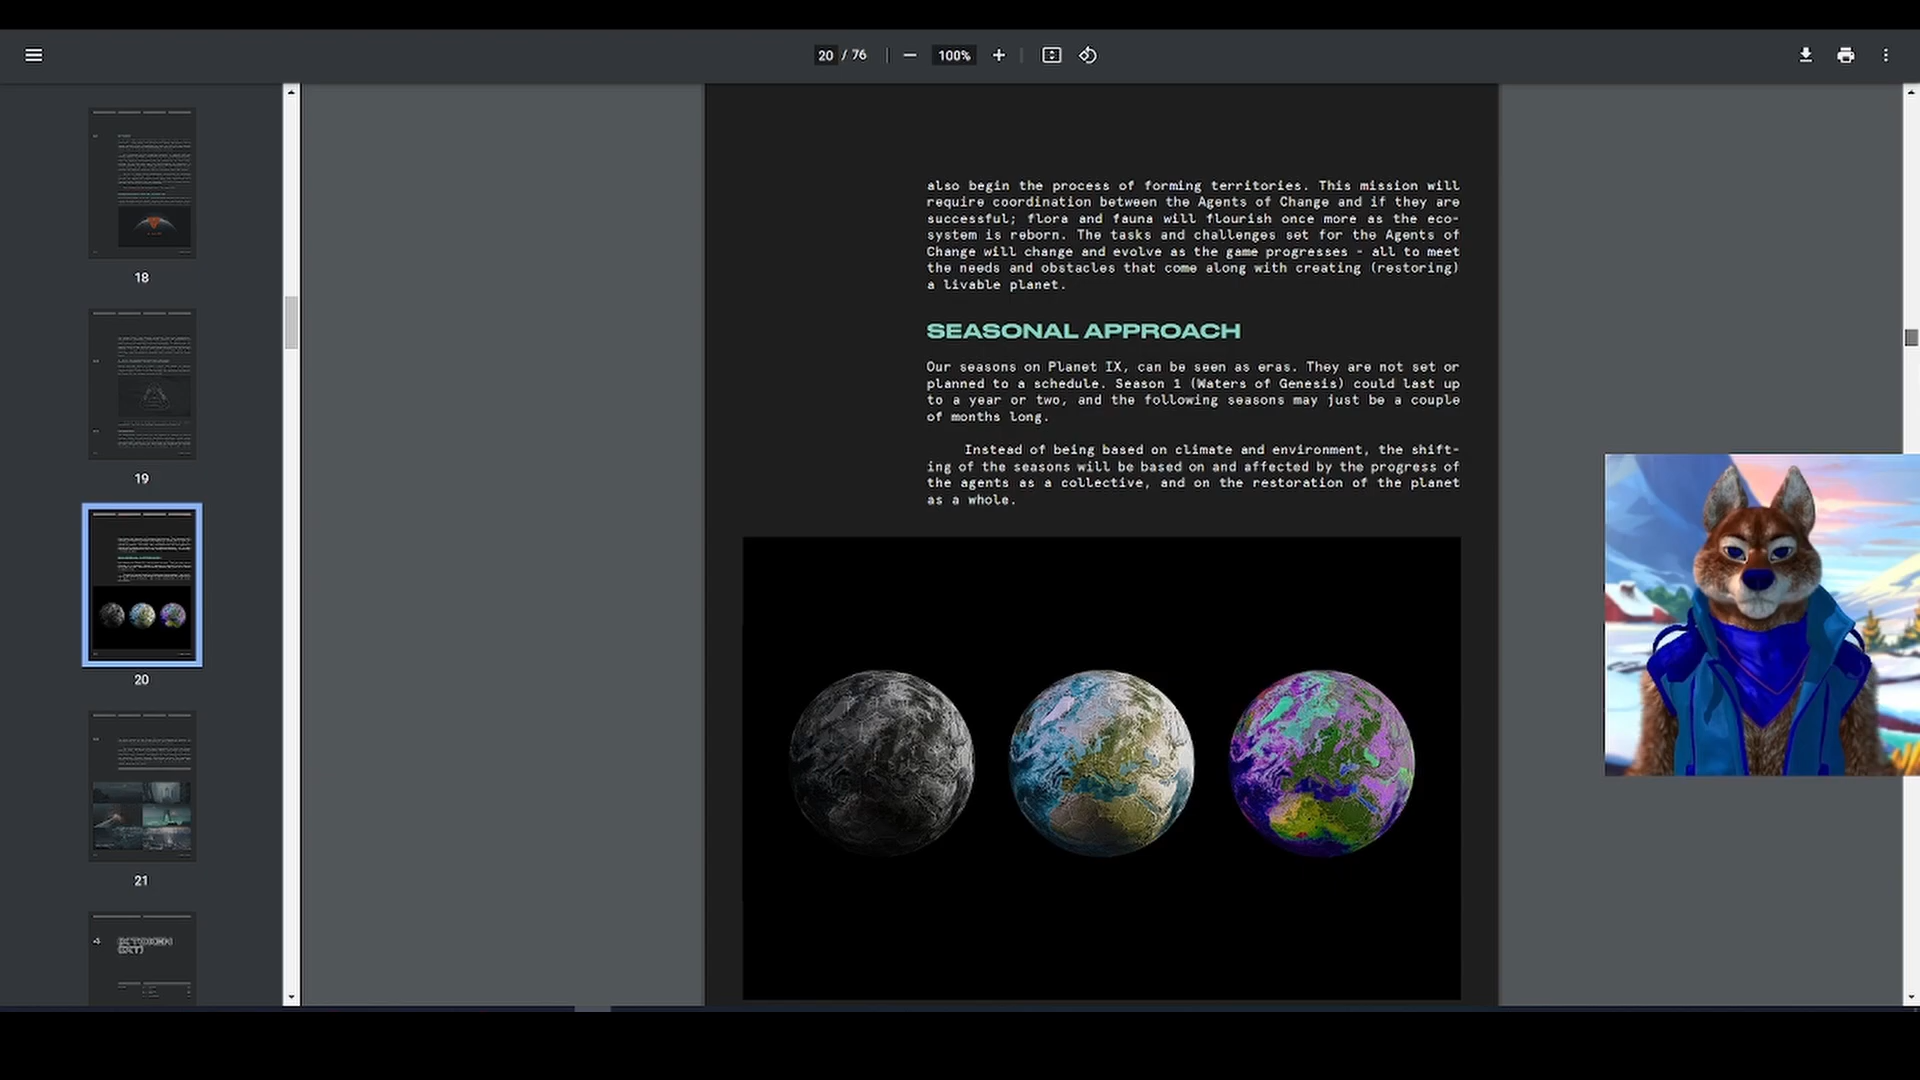 20 / 76
100%
18
19
20
21
4
also begin the process of forming territories. This mission will
require coordination between the Agents of Change and if they are
successful; flora and fauna will flourish once more as the eco-
system is reborn. The tasks and challenges set for the Agents of
Change will change and evolve as the game progresses - all to meet
the needs and obstacles that come along with creating (restoring)
a livable planet.
SEASONAL APPROACH
Our seasons on Planet IX, can be seen as eras. They are not set or
planned to a schedule. Season 1 (Waters of Genesis) could last up
to a year or two, and the following seasons may just be a couple
of months long.
Instead of being based on climate and environment, the shift-
ing of the seasons will be based on and affected by the progress of
the agents as a collective, and on the restoration of the planet
as a whole.